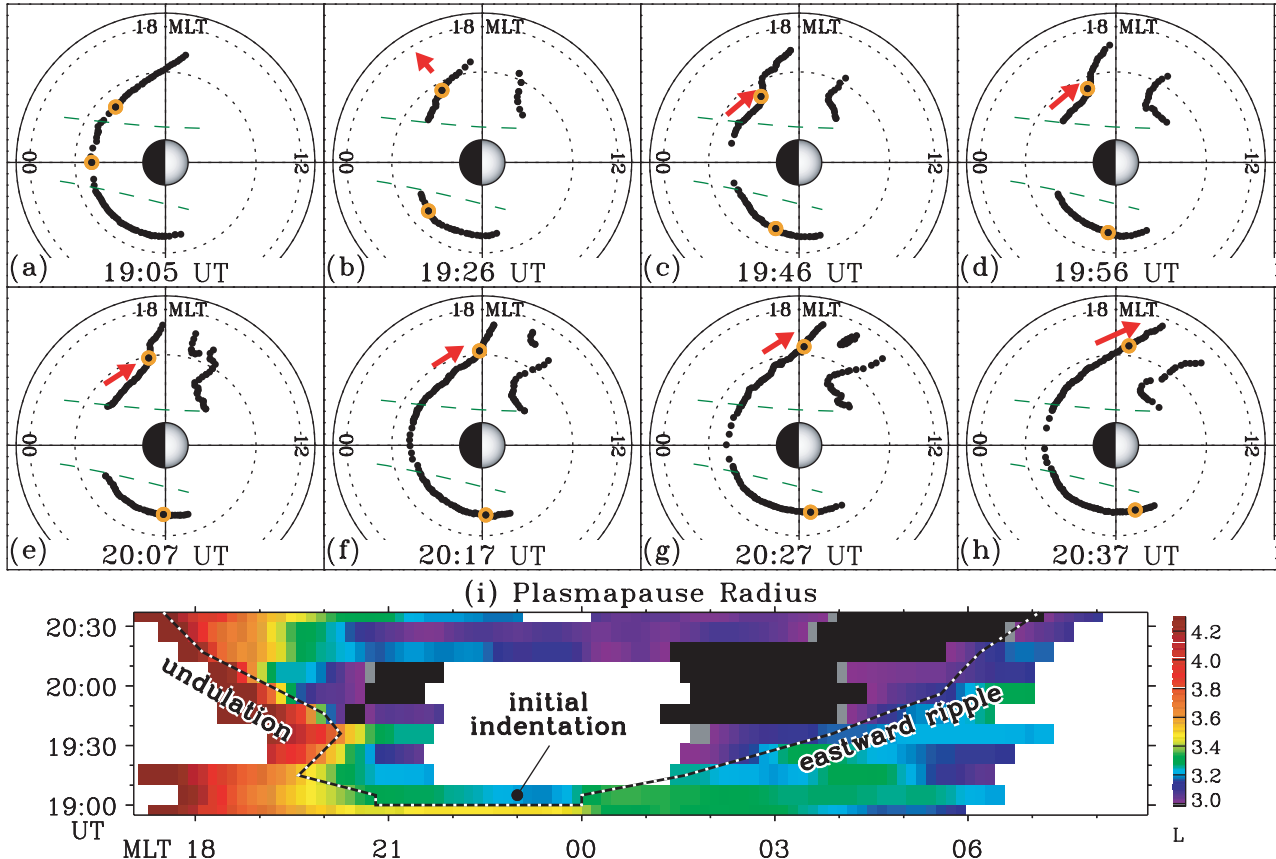 18 MLT
00
12
(a)
19:05 UT
18 MLT
00
12
(b)
19:26 UT
18 MLT
00
12
(c)
19:46 UT
18 MLT
00
12
(d)
19:56 UT
18 MLT
00
12
(e)
20:07 UT
18 MLT
00
12
(f)
20:17 UT
18 MLT
00
12
(g)
20:27 UT
18 MLT
00
12
(h)
20:37 UT
(i) Plasmapause Radius
20:30
20:00
19:30
19:00
UT
undulation
initial
indentation
eastward ripple
4.2
4.0
3.8
3.6
3.4
3.2
3.0
L
MLT 18
21
00
03
06